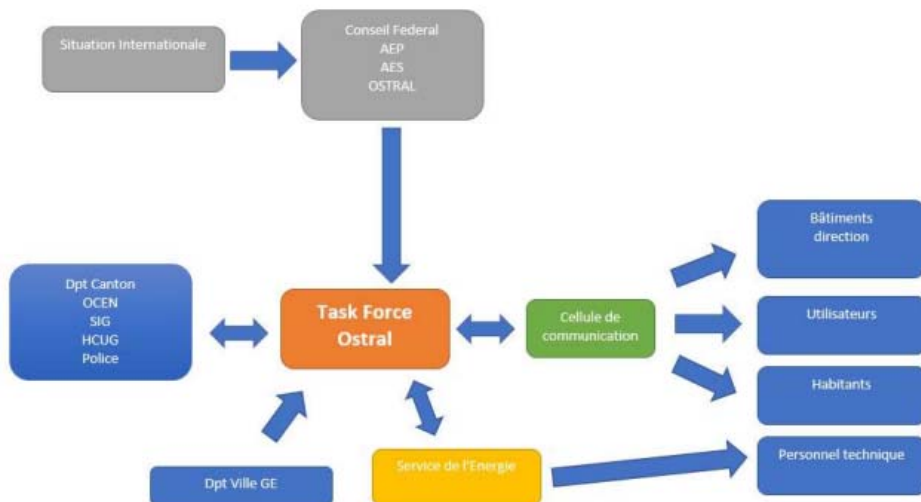 Situation Internationale
Conseil Federal
AEP
AES
OSTRAL
Bâtiments
direction
Dpt Canton
OCEN
SIG
HCUG
Police
Task Force
Ostral
Cellule de
communication
Utilisateurs
Habitants
Dpt Ville GE
Service de l'Energie
Personnel technique